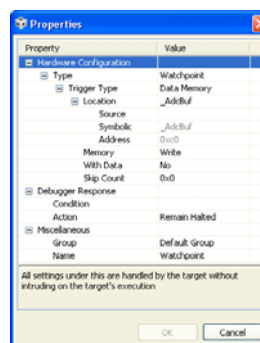 Properties
Property Value
Hardware Configuration
Type Watchpoint
Trigger Type Data Memory
Location _AdcBuf
Source
Symbolic _AdcBuf
Address 0xc0
Memory Write
With Data No
Skip Count 0x0
Debugger Response
Condition
Action Remain Halted
Miscellaneous
Group Default Group
Name Watchpoint
All settings under this are handled by the target without
intruding on the target's execution
OK Cancel